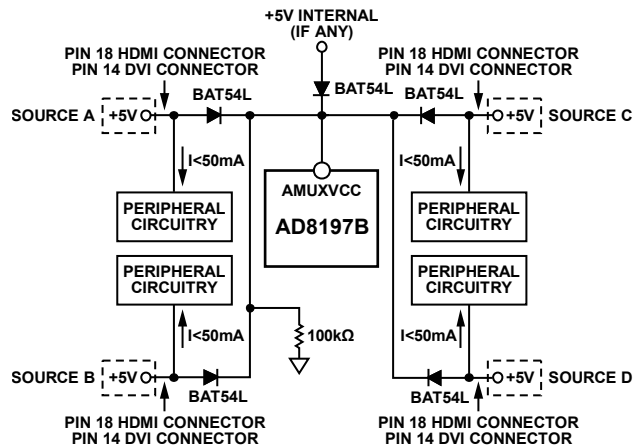 +5V INTERNAL
(IF ANY)
PIN 18 HDMI CONNECTOR
PIN 14 DVI CONNECTOR
PIN 18 HDMI CONNECTOR
PIN 14 DVI CONNECTOR
BAT54L
BAT54L
BAT54L
SOURCE A
+5V
+5V
SOURCE C
I<50mA
I<50mA
AMUXVCC
AD8197B
PERIPHERAL
CIRCUITRY
PERIPHERAL
CIRCUITRY
PERIPHERAL
CIRCUITRY
PERIPHERAL
CIRCUITRY
I<50mA
100kΩ
I<50mA
SOURCE B
+5V
+5V
SOURCE D
BAT54L
BAT54L
PIN 18 HDMI CONNECTOR
PIN 14 DVI CONNECTOR
PIN 18 HDMI CONNECTOR
PIN 14 DVI CONNECTOR